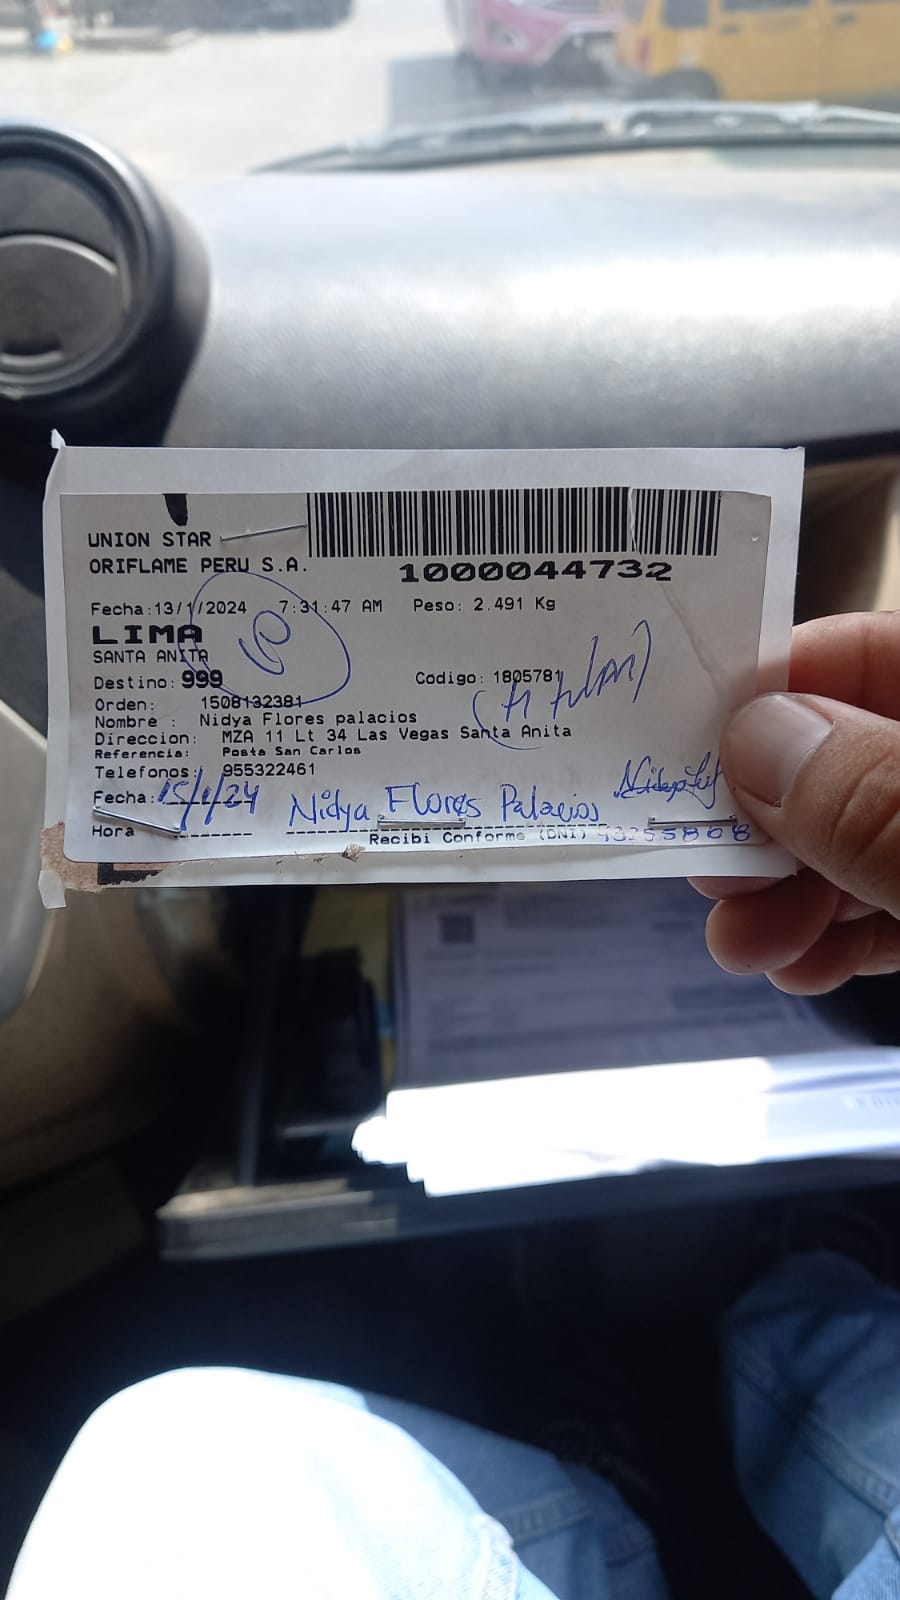 UNION STAR
ORIFLAME PERU S.A.
1000044732
Fecha:13/1/2024 7:31:47 AM Peso: 2.491 Kg
LIMA
SANTA ANITA
Destino: 999 Codigo: 1805781
Orden: 1508132381
(titular)
Nombre : Nidya Flores palacios
Direccion: MZA 11 Lt 34 Las Vegas Santa Anita
Referencia: Posta San Carlos
Telefonos: 955322461
Fecha: 15/1/24 Nidya Flores Palacios
Hora
Recibi Conforme (DNI)